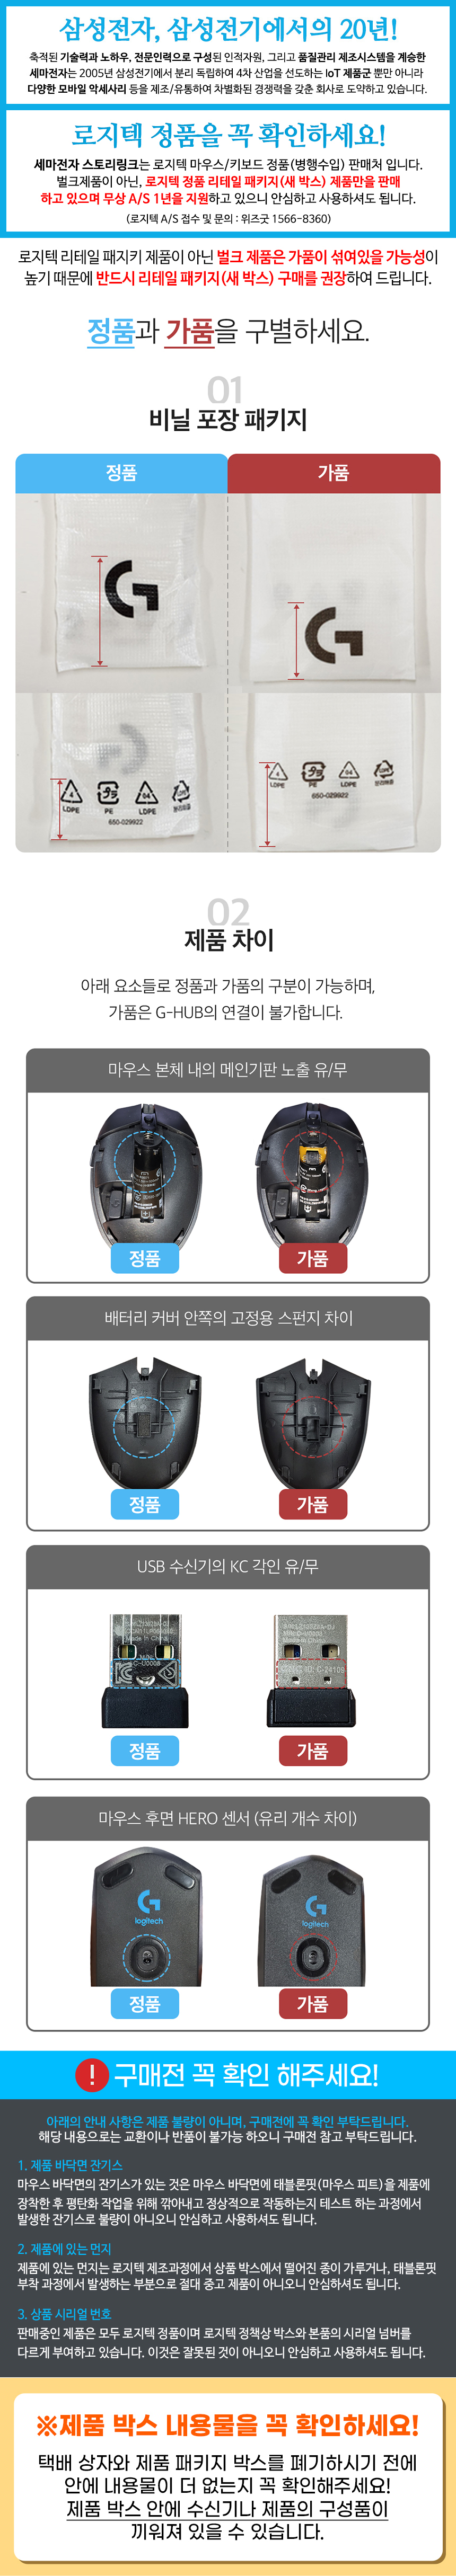 삼성전자, 삼성전기에서의 20년!
축적된 기술력과 노하우, 전문인력으로 구성된 인적자원, 그리고 품질관리 제조시스템을 계승한
세마전자는 2005년 삼성전기에서 분리 독립하여 4차 산업을 선도하는 IoT 제품군 뿐만 아니라
다양한 모바일 악세사리 등을 제조/유통하여 차별화된 경쟁력을 갖춘 회사로 도약하고 있습니다.
로지텍 정품을 꼭 확인하세요!
세마전자 스토리링크는 로지텍 마우스/키보드 정품(병행수입) 판매처 입니다.
벌크제품이 아닌, 로지텍 정품 리테일 패키지(새 박스) 제품만을 판매
하고 있으며 무상 A/S 1년을 지원하고 있으니 안심하고 사용하셔도 됩니다.
(로지텍 A/S 접수 및 문의 : 위즈굿 1566-8360)
로지텍 리테일 패지키 제품이 아닌 벌크 제품은 가품이 섞여있을 가능성이
높기 때문에 반드시 리테일 패키지(새 박스) 구매를 권장하여 드립니다.
정품과 가품을 구별하세요.
01
비닐 포장 패키지
정품 가품
4 LDPE PE 04 LDPE 분리배출
650-029922
4 LDPE PE 04 LDPE
650-029922
02
제품 차이
아래 요소들로 정품과 가품의 구분이 가능하며,
가품은 G-HUB의 연결이 불가합니다.
마우스 본체 내의 메인기판 노출 유/무
정품 가품
배터리 커버 안쪽의 고정용 스펀지 차이
정품 가품
USB 수신기의 KC 각인 유/무
Made in China
C-U0008
Made in China
정품 가품
마우스 후면 HERO 센서 (유리 개수 차이)
logitech logitech
정품 가품
! 구매전 꼭 확인 해주세요!
아래의 안내 사항은 제품 불량이 아니며, 구매전에 꼭 확인 부탁드립니다.
해당 내용으로는 교환이나 반품이 불가능 하오니 구매전 참고 부탁드립니다.
1. 제품 바닥면 잔기스
마우스 바닥면의 잔기스가 있는 것은 마우스 바닥면에 태블론핏(마우스 피트)을 제품에
장착한 후 평탄화 작업을 위해 깎아내고 정상적으로 작동하는지 테스트 하는 과정에서
발생한 잔기스로 불량이 아니오니 안심하고 사용하셔도 됩니다.
2. 제품에 있는 먼지
제품에 있는 먼지는 로지텍 제조과정에서 상품 박스에서 떨어진 종이 가루거나, 태블론핏
부착 과정에서 발생하는 부분으로 절대 중고 제품이 아니오니 안심하셔도 됩니다.
3. 상품 시리얼 번호
판매중인 제품은 모두 로지텍 정품이며 로지텍 정책상 박스와 본품의 시리얼 넘버를
다르게 부여하고 있습니다. 이것은 잘못된 것이 아니오니 안심하고 사용하셔도 됩니다.
※제품 박스 내용물을 꼭 확인하세요!
택배 상자와 제품 패키지 박스를 폐기하시기 전에
안에 내용물이 더 없는지 꼭 확인해주세요!
제품 박스 안에 수신기나 제품의 구성품이
끼워져 있을 수 있습니다.